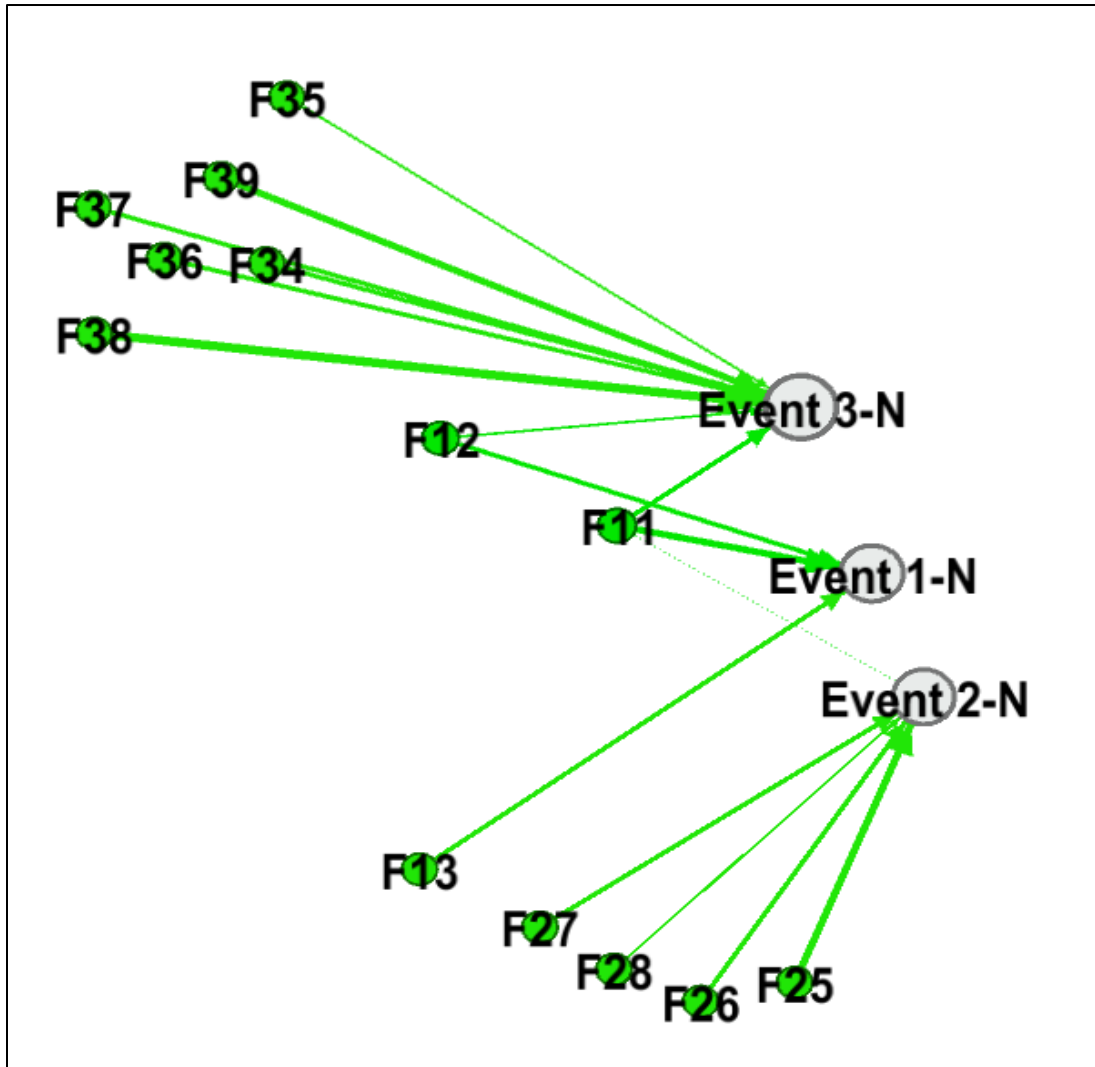 F35
F39
F37
F36
F34
F38
Event 3-N
F12
F11
Event 1-N
Event 2-N
F13
F27
F28
F26
F25